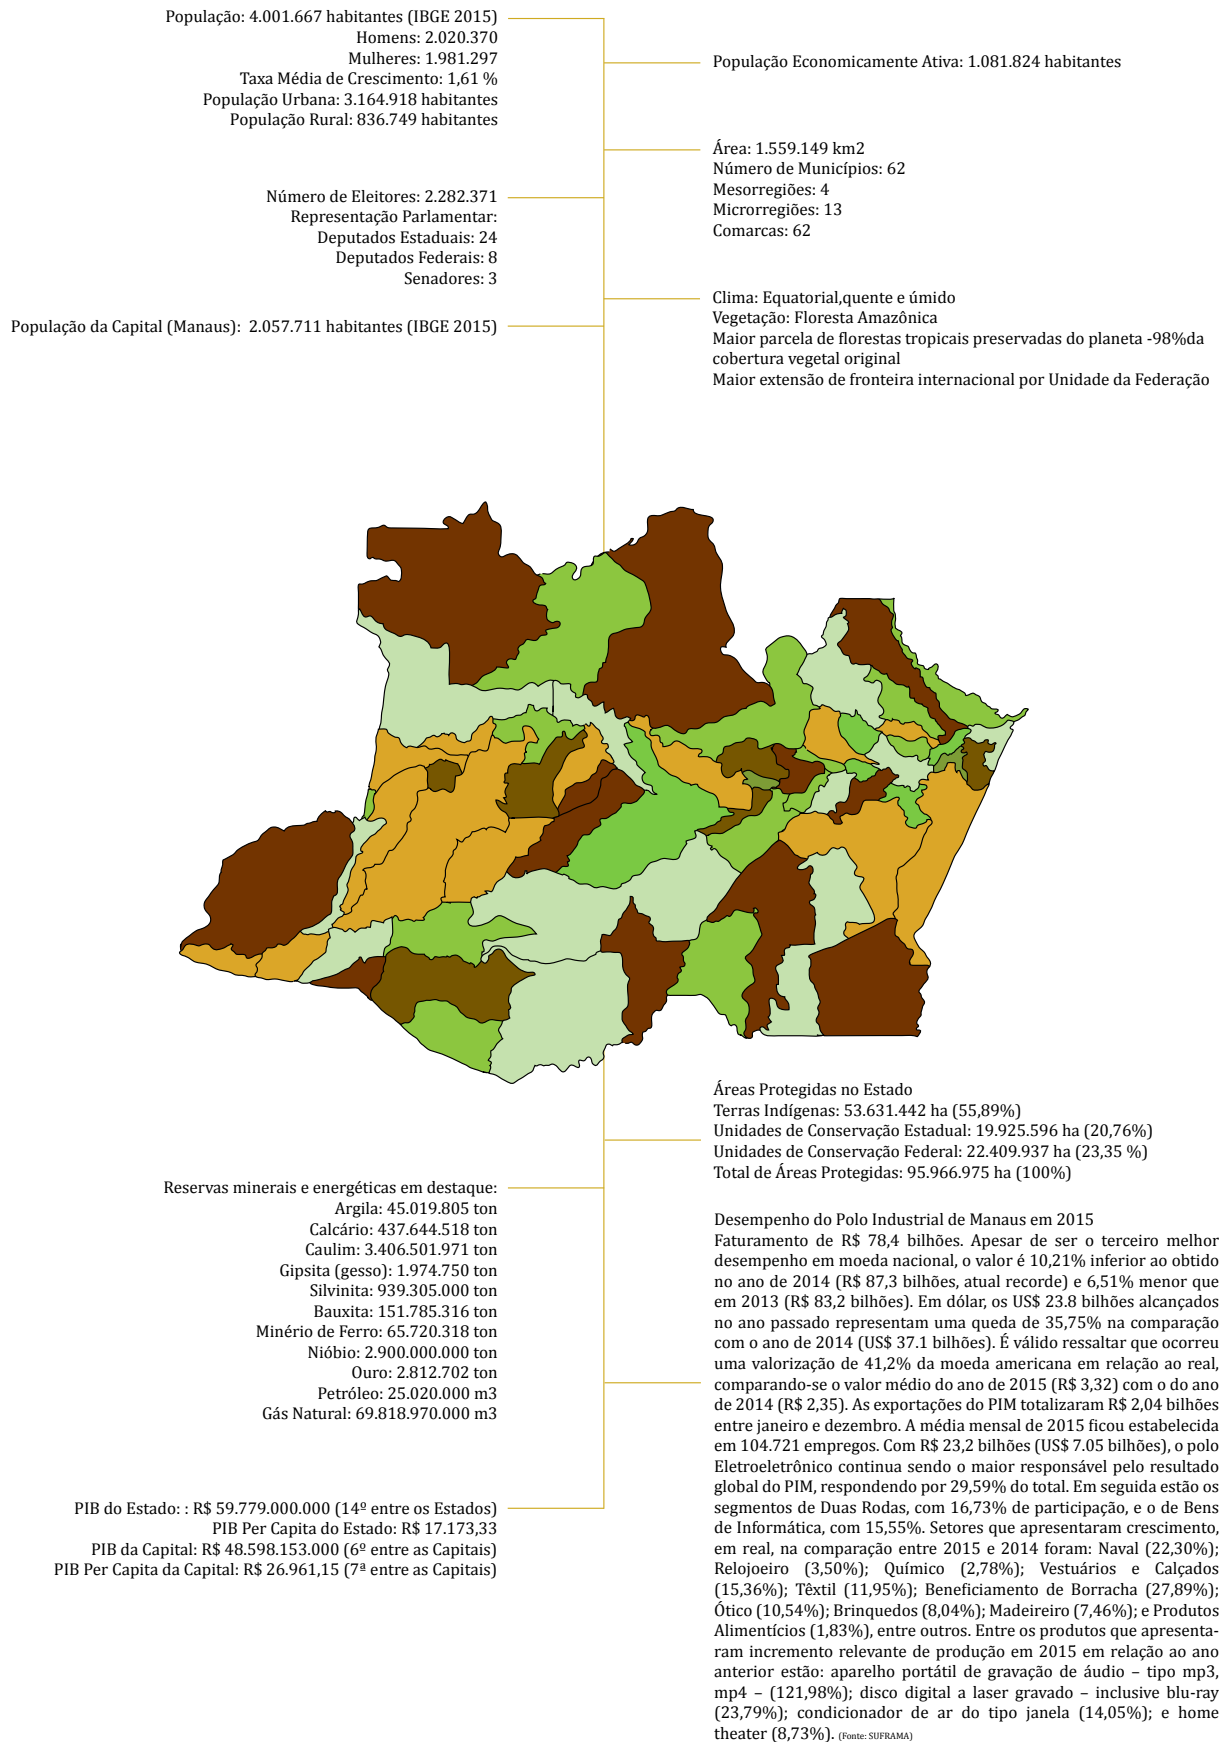 População: 4.001.667 habitantes (IBGE 2015)
Homens: 2.020.370
Mulheres: 1.981.297
Taxa Média de Crescimento: 1,61 %
População Urbana: 3.164.918 habitantes
População Rural: 836.749 habitantes
População Economicamente Ativa: 1.081.824 habitantes
Área: 1.559.149 km2
Número de Municípios: 62
Mesorregiões: 4
Microrregiões: 13
Comarcas: 62
Número de Eleitores: 2.282.371
Representação Parlamentar:
Deputados Estaduais: 24
Deputados Federais: 8
Senadores: 3
Clima: Equatorial,quente e úmido
Vegetação: Floresta Amazônica
Maior parcela de florestas tropicais preservadas do planeta -98%da
cobertura vegetal original
Maior extensão de fronteira internacional por Unidade da Federação
População da Capital (Manaus): 2.057.711 habitantes (IBGE 2015)
Áreas Protegidas no Estado
Terras Indígenas: 53.631.442 ha (55,89%)
Unidades de Conservação Estadual: 19.925.596 ha (20,76%)
Unidades de Conservação Federal: 22.409.937 ha (23,35 %)
Total de Áreas Protegidas: 95.966.975 ha (100%)
Reservas minerais e energéticas em destaque:
Argila: 45.019.805 ton
Calcário: 437.644.518 ton
Caulim: 3.406.501.971 ton
Gipsita (gesso): 1.974.750 ton
Silvinita: 939.305.000 ton
Bauxita: 151.785.316 ton
Minério de Ferro: 65.720.318 ton
Nióbio: 2.900.000.000 ton
Ouro: 2.812.702 ton
Petróleo: 25.020.000 m3
Gás Natural: 69.818.970.000 m3
Desempenho do Polo Industrial de Manaus em 2015
Faturamento de R$ 78,4 bilhões. Apesar de ser o terceiro melhor
desempenho em moeda nacional, o valor é 10,21% inferior ao obtido
no ano de 2014 (R$ 87,3 bilhões, atual recorde) e 6,51% menor que
em 2013 (R$ 83,2 bilhões). Em dólar, os US$ 23.8 bilhões alcançados
no ano passado representam uma queda de 35,75% na comparação
com o ano de 2014 (US$ 37.1 bilhões). É válido ressaltar que ocorreu
uma valorização de 41,2% da moeda americana em relação ao real,
comparando-se o valor médio do ano de 2015 (R$ 3,32) com o do ano
de 2014 (R$ 2,35). As exportações do PIM totalizaram R$ 2,04 bilhões
entre janeiro e dezembro. A média mensal de 2015 ficou estabelecida
em 104.721 empregos. Com R$ 23,2 bilhões (US$ 7.05 bilhões), o polo
Eletroeletrônico continua sendo o maior responsável pelo resultado
global do PIM, respondendo por 29,59% do total. Em seguida estão os
segmentos de Duas Rodas, com 16,73% de participação, e o de Bens
de Informática, com 15,55%. Setores que apresentaram crescimento,
em real, na comparação entre 2015 e 2014 foram: Naval (22,30%);
Relojoeiro (3,50%); Químico (2,78%); Vestuários e Calçados
(15,36%); Têxtil (11,95%); Beneficiamento de Borracha (27,89%);
Ótico (10,54%); Brinquedos (8,04%); Madeireiro (7,46%); e Produtos
Alimentícios (1,83%), entre outros. Entre os produtos que apresenta-
ram incremento relevante de produção em 2015 em relação ao ano
anterior estão: aparelho portátil de gravação de áudio – tipo mp3,
mp4 – (121,98%); disco digital a laser gravado – inclusive blu-ray
(23,79%); condicionador de ar do tipo janela (14,05%); e home
theater (8,73%). (Fonte: SUFRAMA)
PIB do Estado: : R$ 59.779.000.000 (14º entre os Estados)
PIB Per Capita do Estado: R$ 17.173,33
PIB da Capital: R$ 48.598.153.000 (6º entre as Capitais)
PIB Per Capita da Capital: R$ 26.961,15 (7ª entre as Capitais)